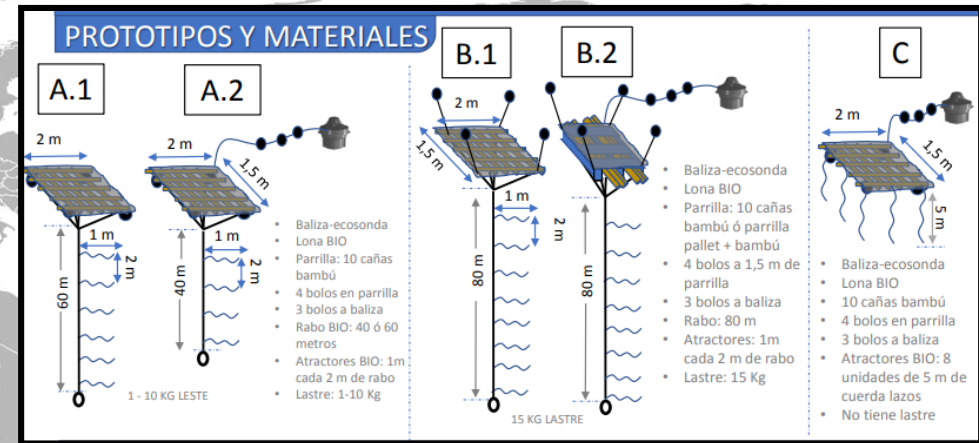 PROTOTIPOS Y MATERIALES
A.1
A.2
2 m
2 m
1,5 m
1 m
2 m
60 m
1 m
2 m
40 m
1 - 10 KG LESTE
• Baliza-ecosonda
• Lona BIO
• Parrilla: 10 cañas
bambú
• 4 bolos en parrilla
• 3 bolos a baliza
• Rabo BIO: 40 ó 60
metros
• Atractores BIO: 1m
cada 2 m de rabo
• Lastre: 1-10 Kg
B.1
B.2
2 m
1,5 m
1 m
2 m
80 m
80 m
15 KG LASTRE
• Baliza-ecosonda
• Lona BIO
• Parrilla: 10 cañas
bambú ó parrilla
pallet + bambú
• 4 bolos a 1,5 m de
parrilla
• 3 bolos a baliza
• Rabo: 80 m
• Atractores: 1m
cada 2 m de rabo
• Lastre: 15 Kg
C
2 m
1,5 m
5 m
• Baliza-ecosonda
• Lona BIO
• 10 cañas bambú
• 4 bolos en parrilla
• 3 bolos a baliza
• Atractores BIO: 8
unidades de 5 m de
cuerda lazos
• No tiene lastre